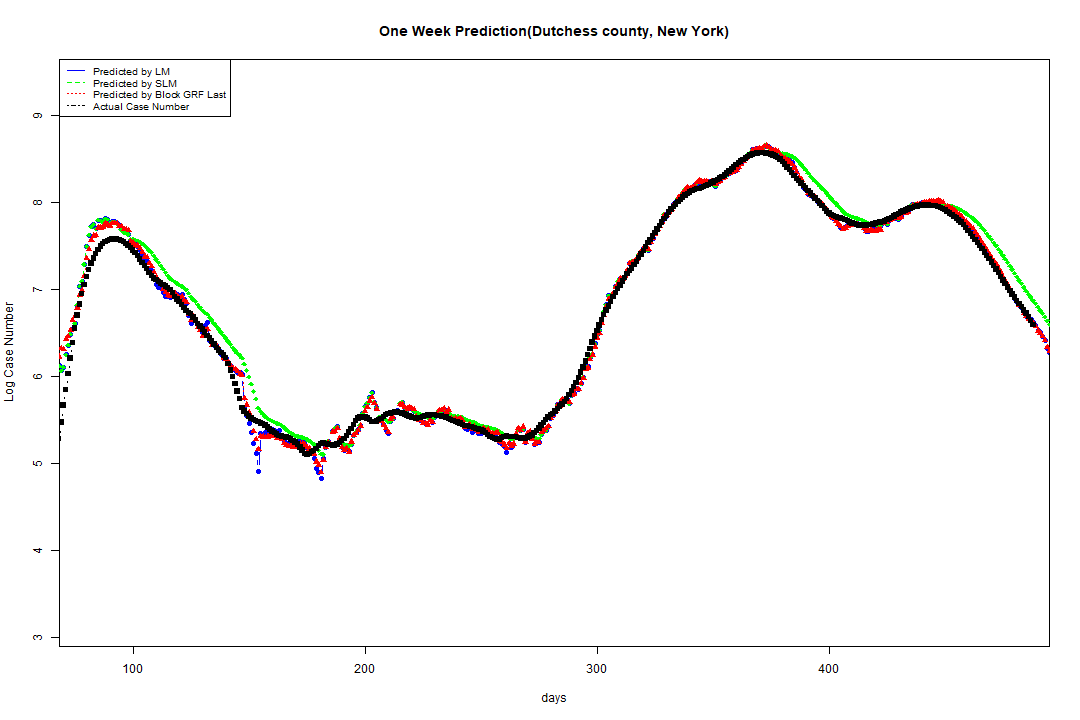 One Week Prediction(Dutchess county, New York)
Predicted by LM
Predicted by SLM
Predicted by Block GRF Last
Actual Case Number
9
8
7
6
5
4
3
Log Case Number
100 200 300 400
days